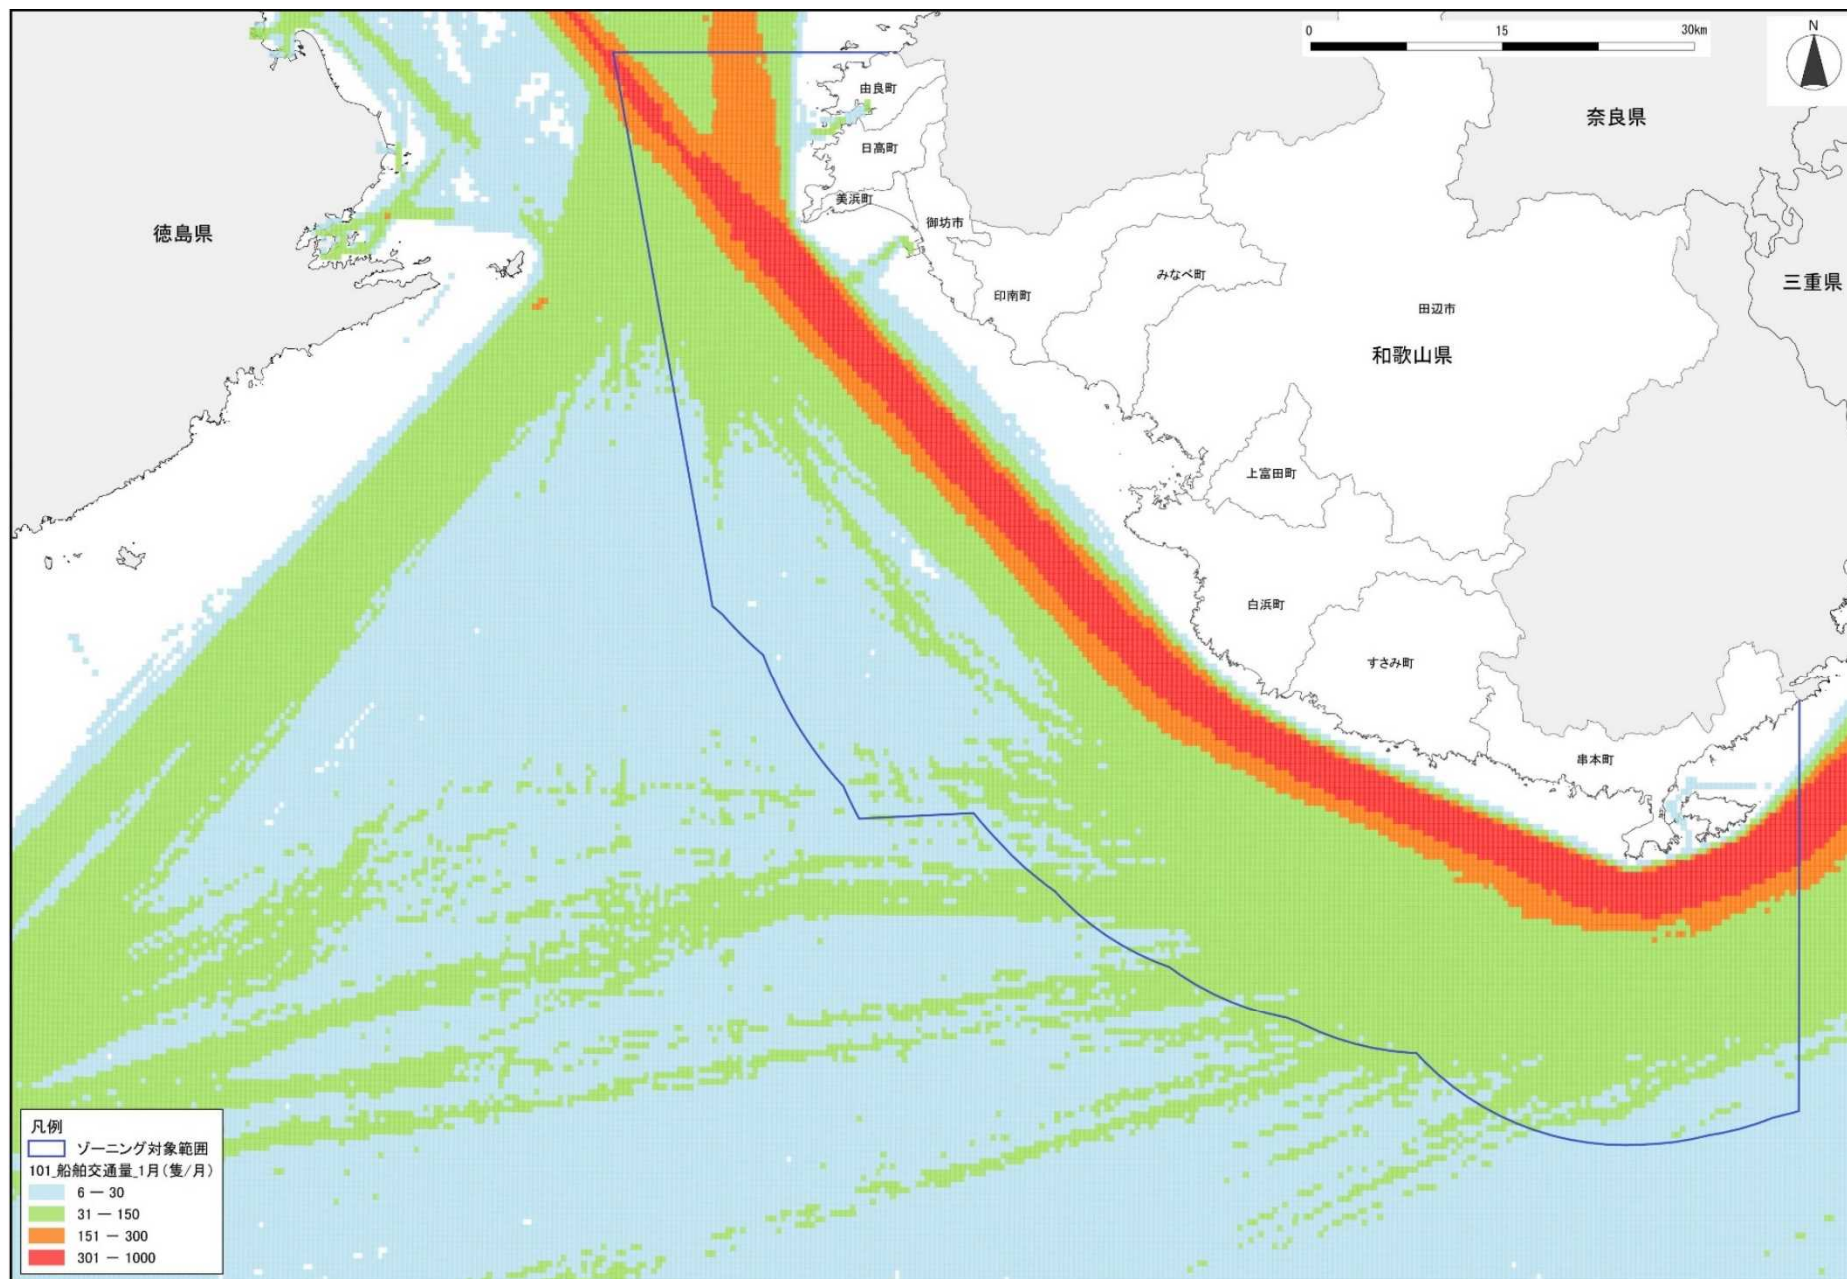 0 15 30km
N
由良町
奈良県
日高町
美浜町
御坊市
徳島県
みなべ町
三重県
印南町
田辺市
和歌山県
上富田町
白浜町
すさみ町
串本町
凡例
ゾーニング対象範囲
101_船舶交通量_1月(隻/月)
6 － 30
31 － 150
151 － 300
301 － 1000